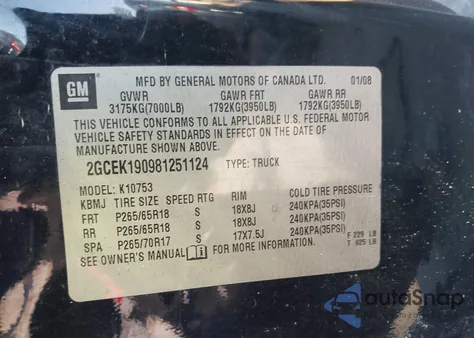 GM
MFD BY GENERAL MOTORS OF CANADA LTD. 01/08
GVWR GAWR FRT GAWR RR
3175KG(7000LB) 1792KG(3950LB) 1792KG(3950LB)
THIS VEHICLE CONFORMS TO ALL APPLICABLE U.S. FEDERAL MOTOR
VEHICLE SAFETY STANDARDS IN EFFECT ON THE DATE OF
MANUFACTURE SHOWN ABOVE.
2GCEK190981251124 TYPE: TRUCK
MODEL: K10753
KBMJ TIRE SIZE SPEED RTG RIM COLD TIRE PRESSURE
FRT P265/65R18 S 18X8J 240KPA(35PSI)
RR P265/65R18 S 18X8J 240KPA(35PSI)
SPA P265/70R17 S 17X7.5J 240KPA(35PSI)
SEE OWNER'S MANUAL FOR MORE INFORMATION.
F 229 LB
T 625 LB
autoSnap